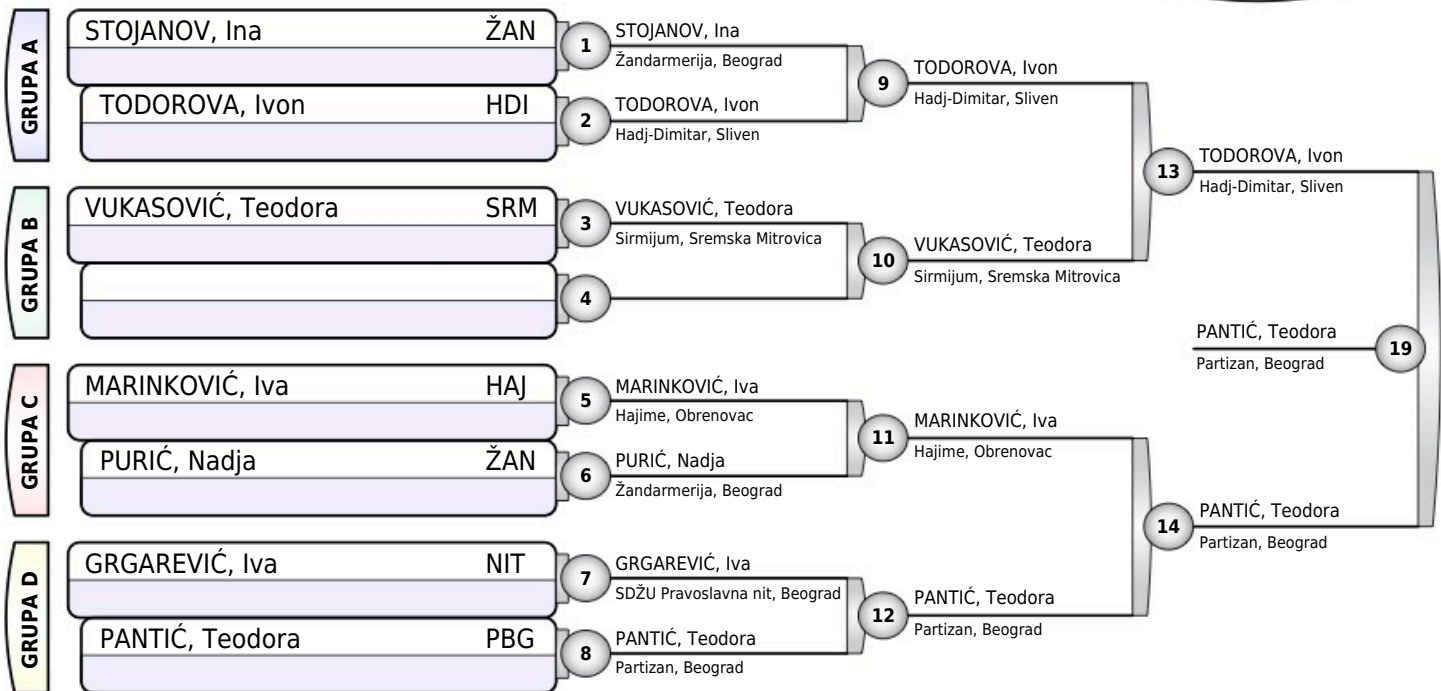 GRUPA A
STOJANOV, Ina ŽAN
TODOROVA, Ivon HDI
1
STOJANOV, Ina
Žandarmerija, Beograd
2
TODOROVA, Ivon
Hadj-Dimitar, Sliven
9
TODOROVA, Ivon
Hadj-Dimitar, Sliven
GRUPA B
VUKASOVIĆ, Teodora SRM
3
VUKASOVIĆ, Teodora
Sirmijum, Sremska Mitrovica
4
10
VUKASOVIĆ, Teodora
Sirmijum, Sremska Mitrovica
13
TODOROVA, Ivon
Hadj-Dimitar, Sliven
GRUPA C
MARINKOVIĆ, Iva HAJ
PURIĆ, Nadja ŽAN
5
MARINKOVIĆ, Iva
Hajime, Obrenovac
6
PURIĆ, Nadja
Žandarmerija, Beograd
11
MARINKOVIĆ, Iva
Hajime, Obrenovac
GRUPA D
GRGAREVIĆ, Iva NIT
PANTIĆ, Teodora PBG
7
GRGAREVIĆ, Iva
SDŽU Pravoslavna nit, Beograd
8
PANTIĆ, Teodora
Partizan, Beograd
12
PANTIĆ, Teodora
Partizan, Beograd
14
PANTIĆ, Teodora
Partizan, Beograd
PANTIĆ, Teodora
Partizan, Beograd
19